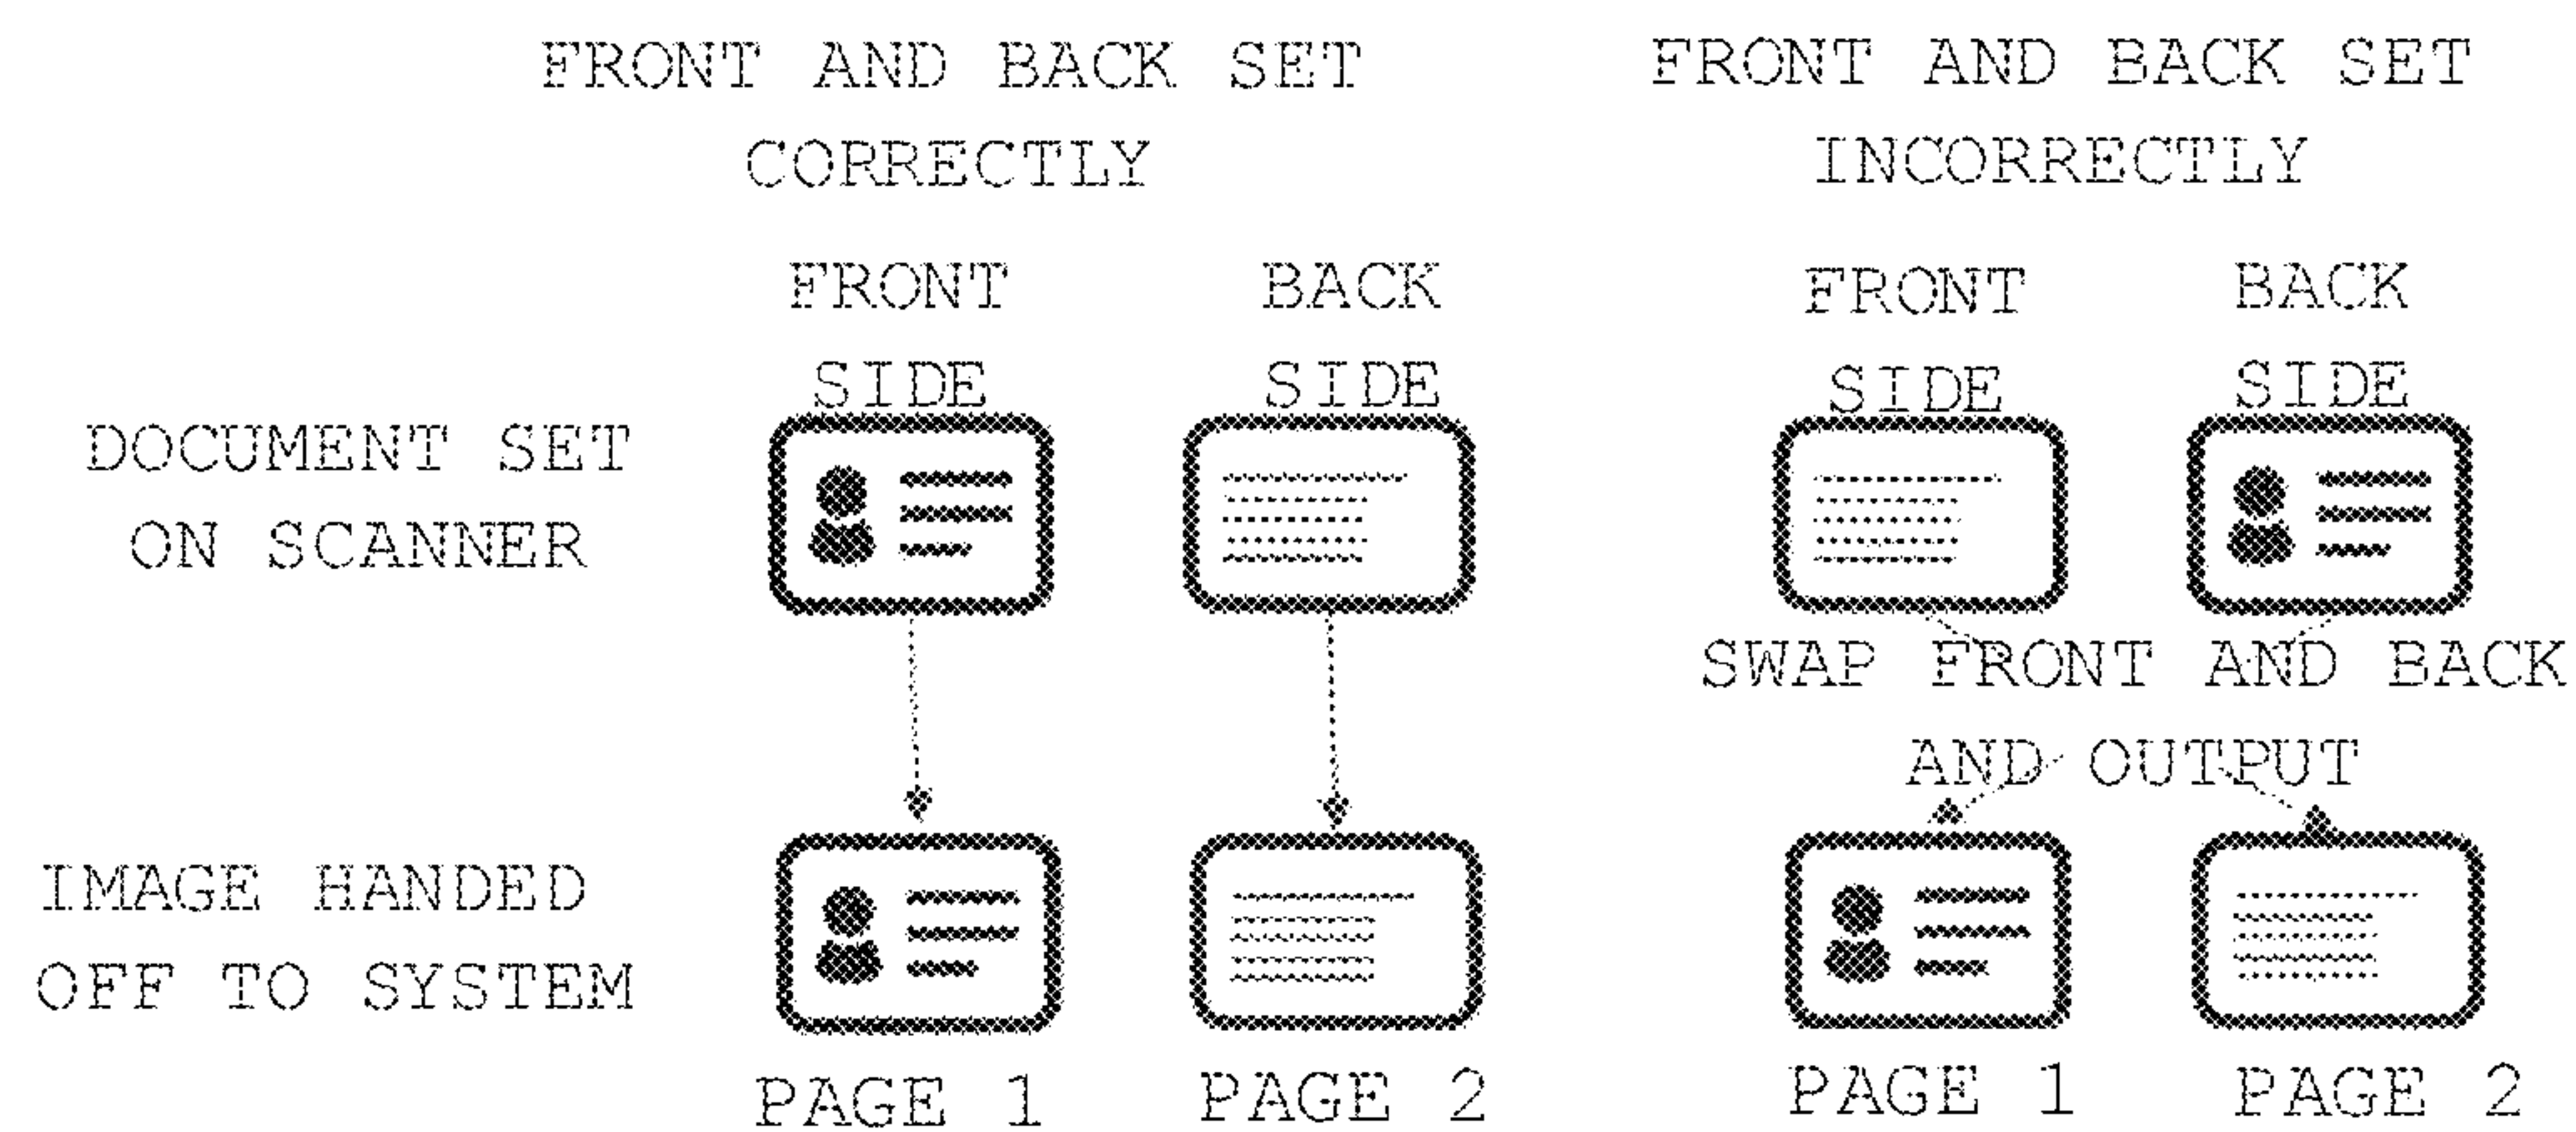 FRONT AND BACK SET
CORRECTLY
FRONT AND BACK SET
INCORRECTLY
FRONT
SIDE
BACK
SIDE
FRONT
SIDE
BACK
SIDE
DOCUMENT SET
ON SCANNER
SWAP FRONT AND BACK
AND OUTPUT
IMAGE HANDED
OFF TO SYSTEM
PAGE 1
PAGE 2
PAGE 1
PAGE 2